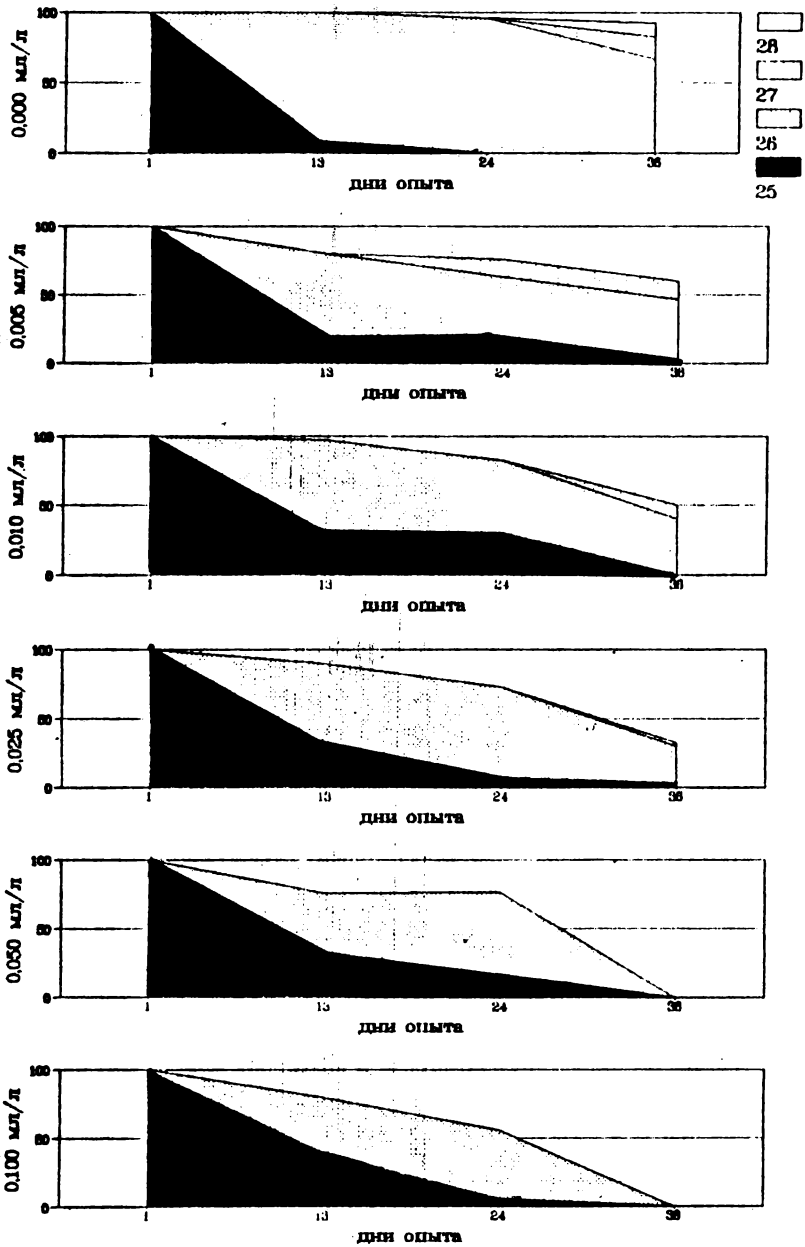 100
50
0
0,000 мл/л
1 13 24 36
дни опыта
28
27
26
25
100
50
0
0,005 мл/л
1 13 24 36
дни опыта
100
50
0
0,010 мл/л
1 13 24 36
дни опыта
100
50
0
0,025 мл/л
1 13 24 36
дни опыта
100
50
0
0,050 мл/л
1 13 24 36
дни опыта
100
50
0
0,100 мл/л
1 13 24 36
дни опыта